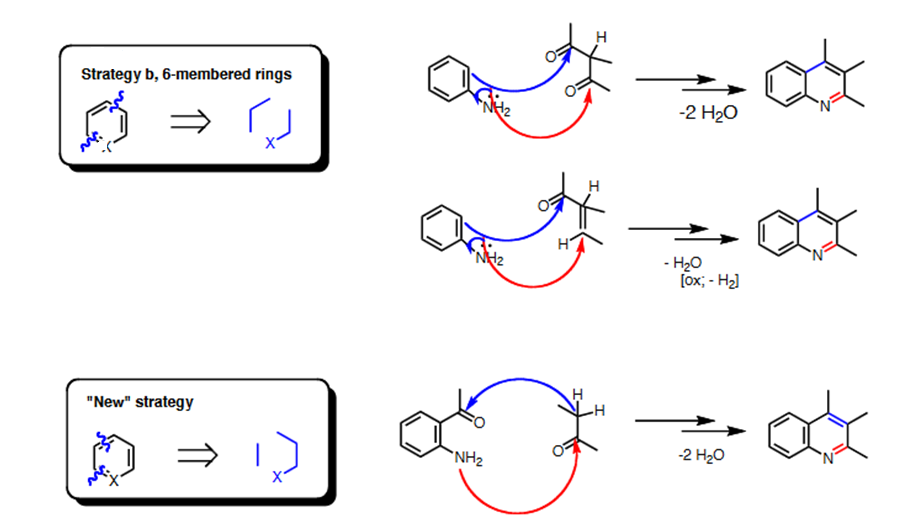 Strategy b, 6-membered rings
X
O
H
O
NH2
-2 H2O
N
O
H
H
NH2
- H2O
[ox; - H2]
N
"New" strategy
X
X
O
NH2
H
H
O
-2 H2O
N